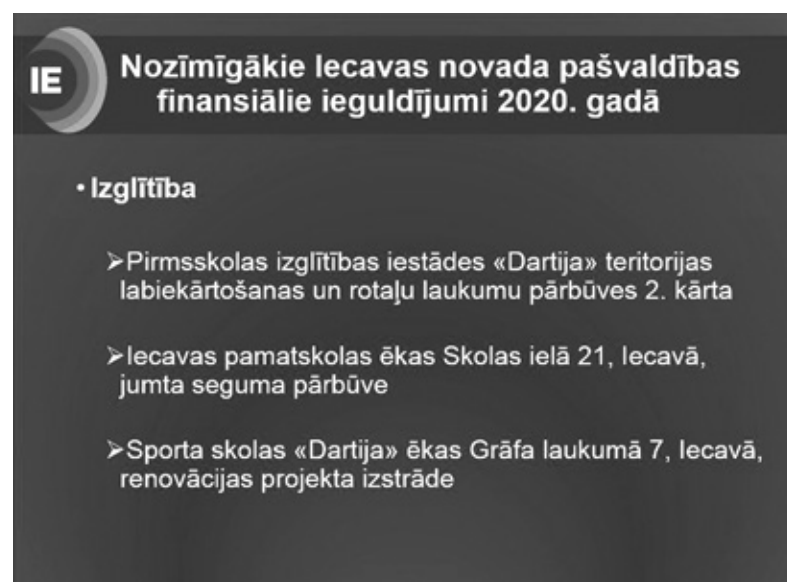 IE
Nozīmīgākie Iecavas novada pašvaldības
finansiālie ieguldījumi 2020. gadā
• Izglītība
➢Pirmsskolas izglītības iestādes «Dartija» teritorijas
labiekārtošanas un rotaļu laukumu pārbūves 2. kārta
➢Iecavas pamatskolas ēkas Skolas ielā 21, Iecavā,
jumta seguma pārbūve
➢Sporta skolas «Dartija» ēkas Grāfa laukumā 7, Iecavā,
renovācijas projekta izstrāde